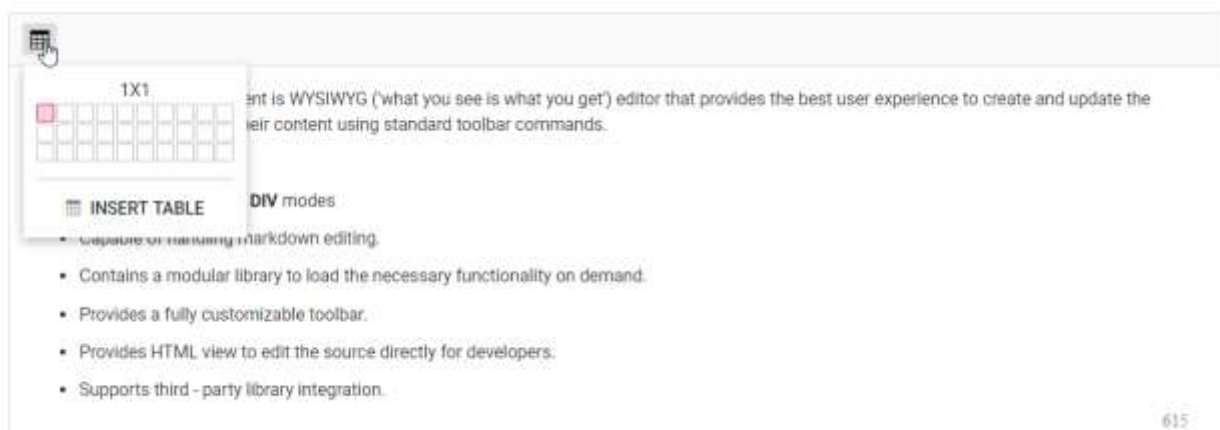 1X1
ent is WYSIWYG ('what you see is what you get') editor that provides the best user experience to create and update the
eir content using standard toolbar commands.
INSERT TABLE
DIV modes
• Capable of handling markdown editing.
• Contains a modular library to load the necessary functionality on demand.
• Provides a fully customizable toolbar.
• Provides HTML view to edit the source directly for developers.
• Supports third - party library integration.
615